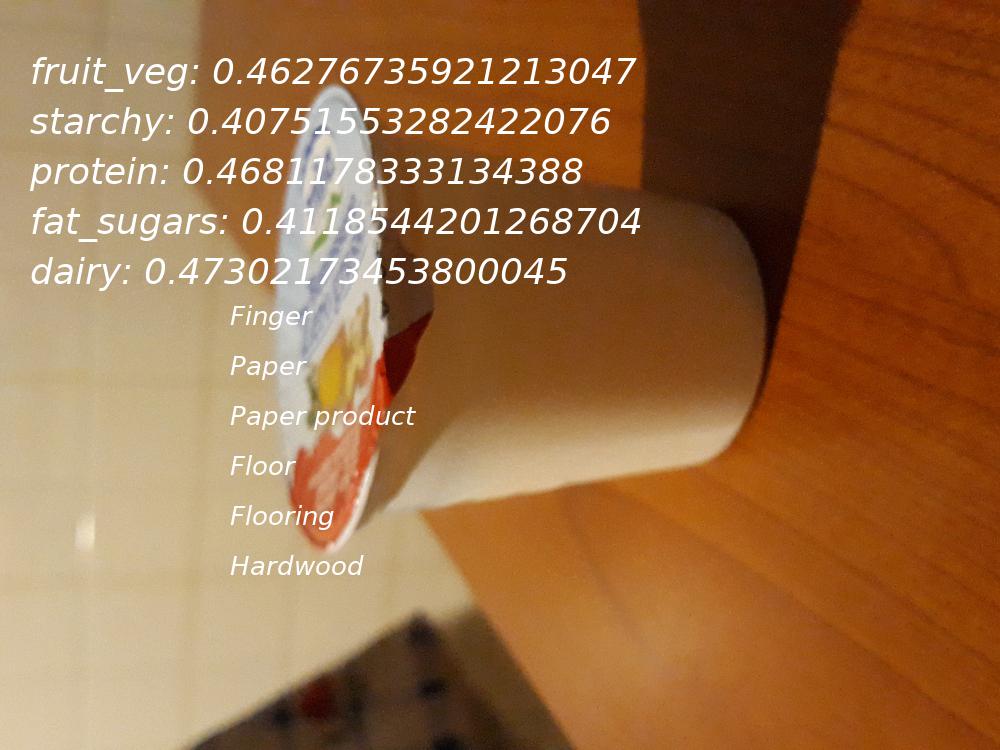 fruit_veg: 0.46276735921213047
starchy: 0.40751553282422076
protein: 0.4681178333134388
fat_sugars: 0.4118544201268704
dairy: 0.47302173453800045
Finger
Paper
Paper product
Floor
Flooring
Hardwood